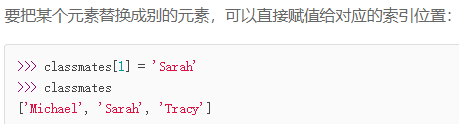 要把某个元素替换成别的元素，可以直接赋值给对应的索引位置：
>>> classmates[1] = 'Sarah'
>>> classmates
['Michael', 'Sarah', 'Tracy']